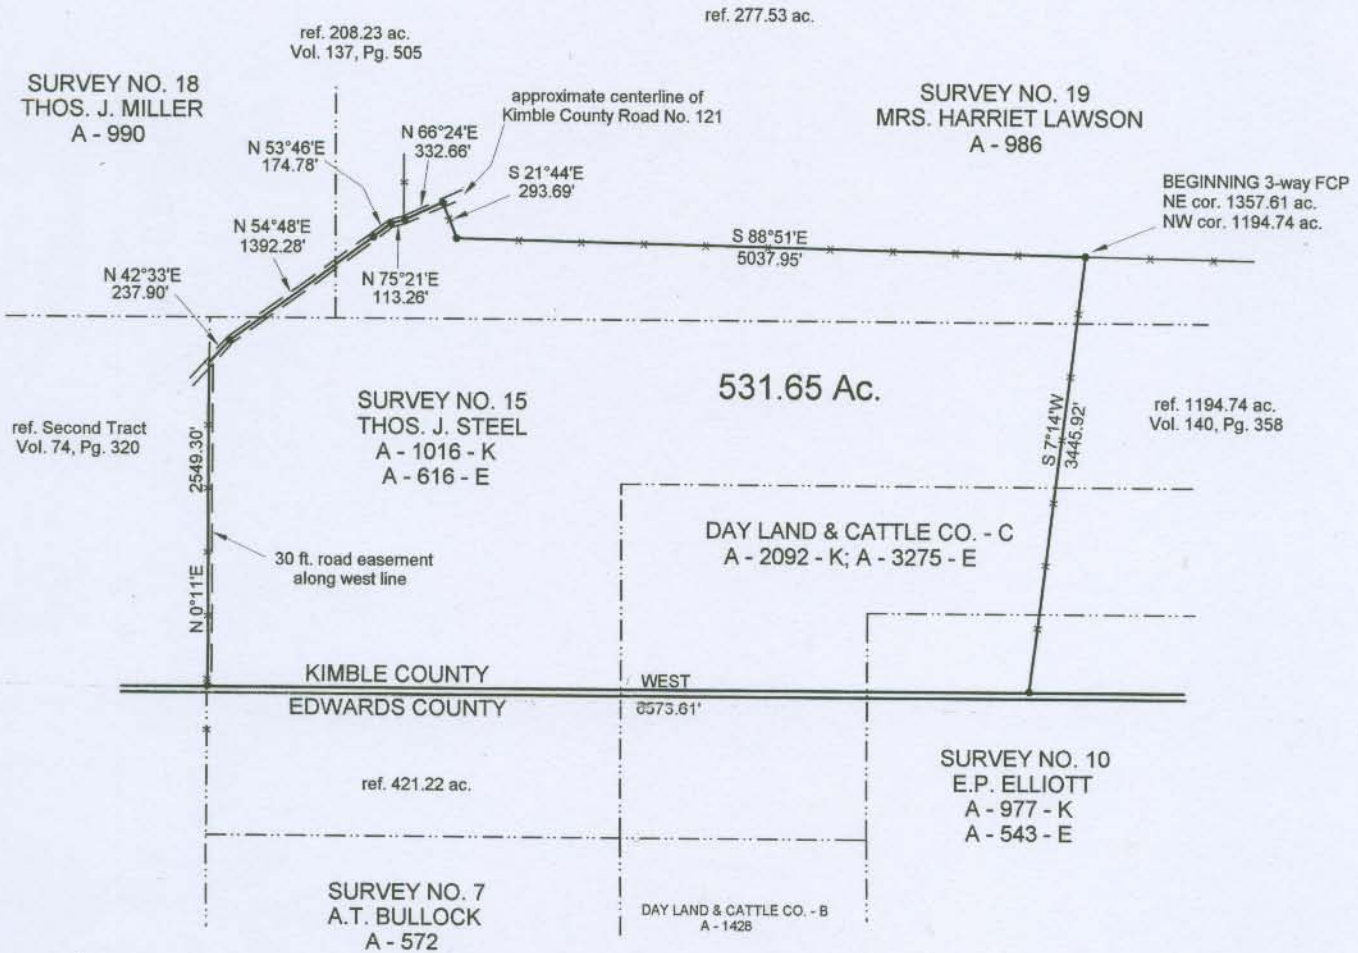 ref. 277.53 ac.
ref. 208.23 ac.
Vol. 137, Pg. 505
SURVEY NO. 18
THOS. J. MILLER
A - 990
approximate centerline of
Kimble County Road No. 121
SURVEY NO. 19
MRS. HARRIET LAWSON
A - 986
N 66°24'E
332.66'
N 53°46'E
174.78'
S 21°44'E
293.69'
BEGINNING 3-way FCP
NE cor. 1357.61 ac.
NW cor. 1194.74 ac.
N 54°48'E
1392.28'
S 88°51'E
5037.95'
N 42°33'E
237.90'
N 75°21'E
113.26'
531.65 Ac.
SURVEY NO. 15
THOS. J. STEEL
A - 1016 - K
A - 616 - E
ref. Second Tract
Vol. 74, Pg. 320
ref. 1194.74 ac.
Vol. 140, Pg. 358
S 7°14'W
3445.92'
N 0°11'E
2549.30'
DAY LAND & CATTLE CO. - C
A - 2092 - K; A - 3275 - E
30 ft. road easement
along west line
KIMBLE COUNTY
WEST
EDWARDS COUNTY
6573.61'
ref. 421.22 ac.
SURVEY NO. 10
E.P. ELLIOTT
A - 977 - K
A - 543 - E
SURVEY NO. 7
A.T. BULLOCK
A - 572
DAY LAND & CATTLE CO. - B
A - 1428